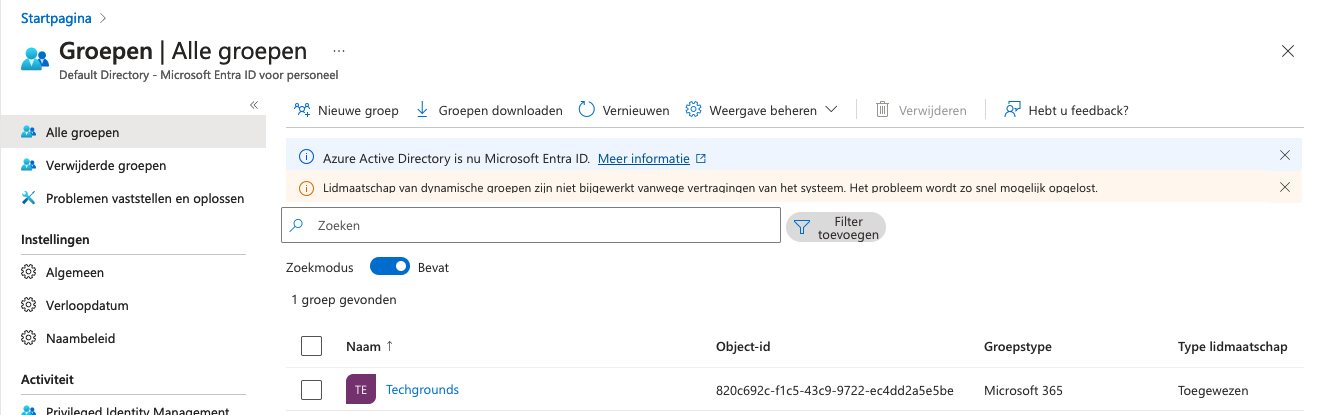 Startpagina >
Groepen | Alle groepen ...
Default Directory - Microsoft Entra ID voor personeel
Alle groepen
Verwijderde groepen
Problemen vaststellen en oplossen
Instellingen
Algemeen
Verloopdatum
Naambeleid
Activiteit
Privileged Identity Management
Nieuwe groep
Groepen downloaden
Vernieuwen
Weergave beheren
Verwijderen
Hebt u feedback?
Azure Active Directory is nu Microsoft Entra ID. Meer informatie
Lidmaatschap van dynamische groepen zijn niet bijgewerkt vanwege vertragingen van het systeem. Het probleem wordt zo snel mogelijk opgelost.
Zoeken
Filter
toevoegen
Zoekmodus
Bevat
1 groep gevonden
Naam ↑ Object-id Groepstype Type lidmaatschap
TE Techgrounds 820c692c-f1c5-43c9-9722-ec4dd2a5e5be Microsoft 365 Toegewezen